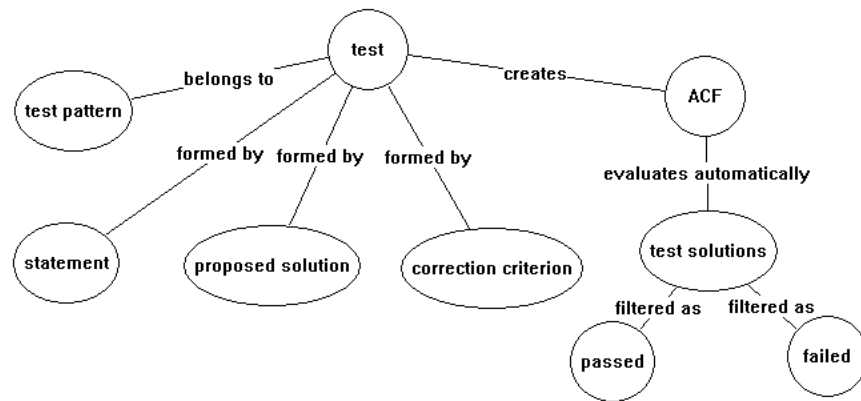 test
belongs to
creates
test pattern
ACF
formed by
formed by
formed by
evaluates automatically
statement
proposed solution
correction criterion
test solutions
filtered as
filtered as
passed
failed